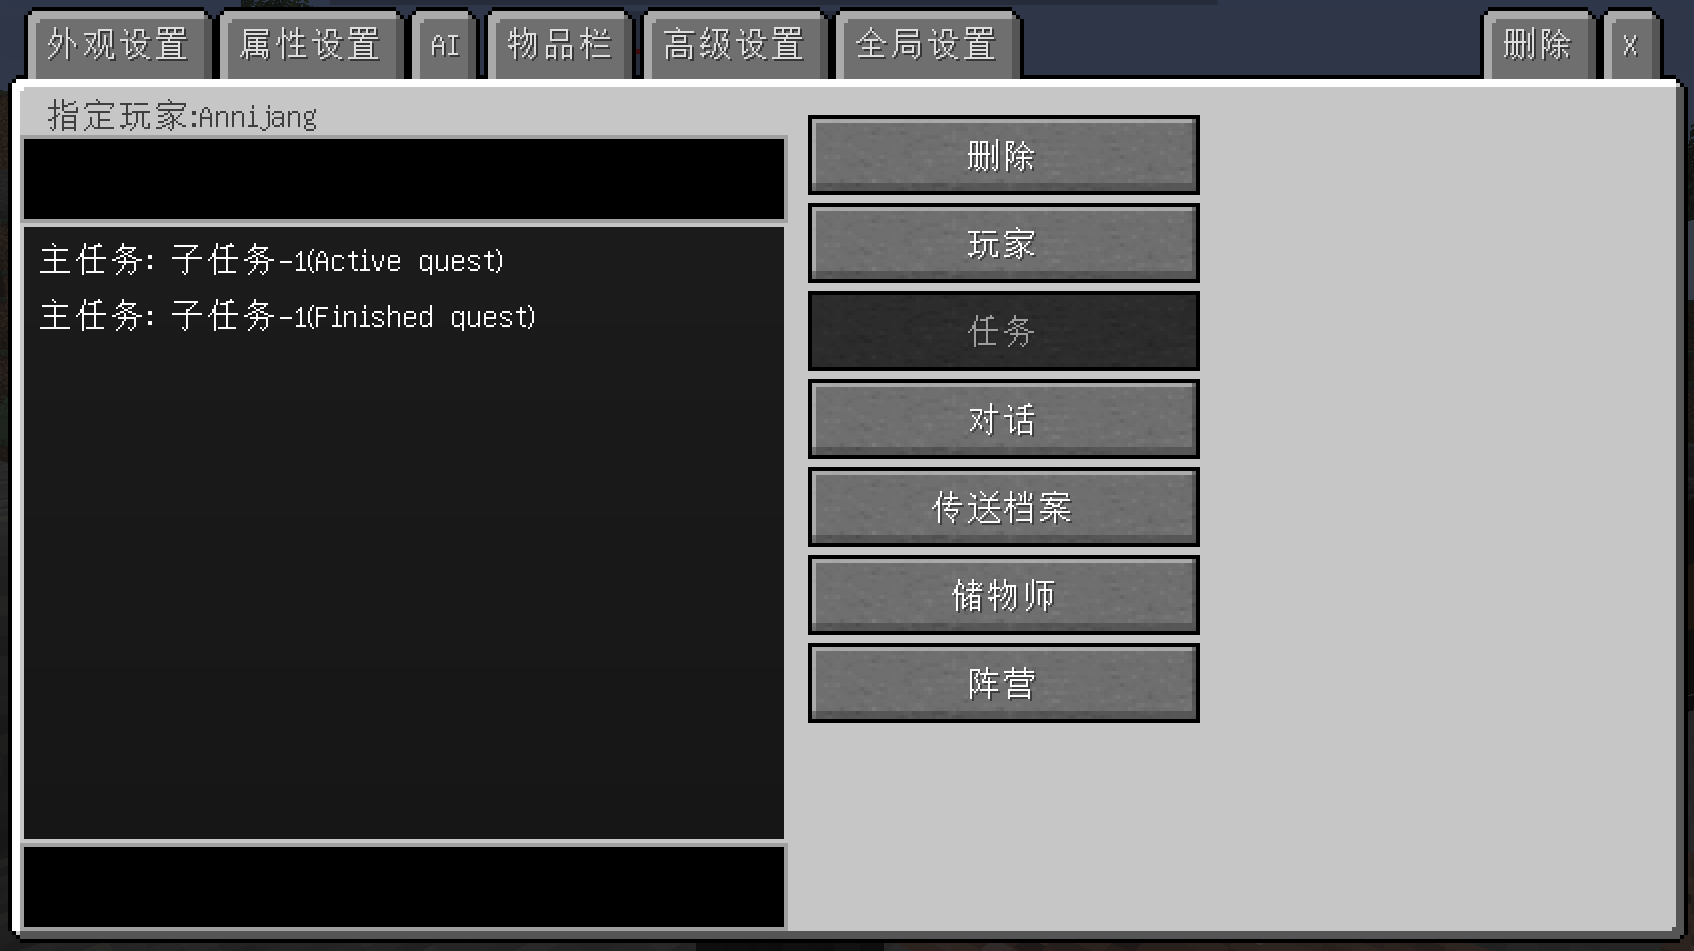 外观设置 属性设置 AI 物品栏 高级设置 全局设置 删除 X
指定玩家:Annijang
主任务: 子任务-1(Active quest)
主任务: 子任务-1(Finished quest)
删除
玩家
任务
对话
传送档案
储物师
阵营